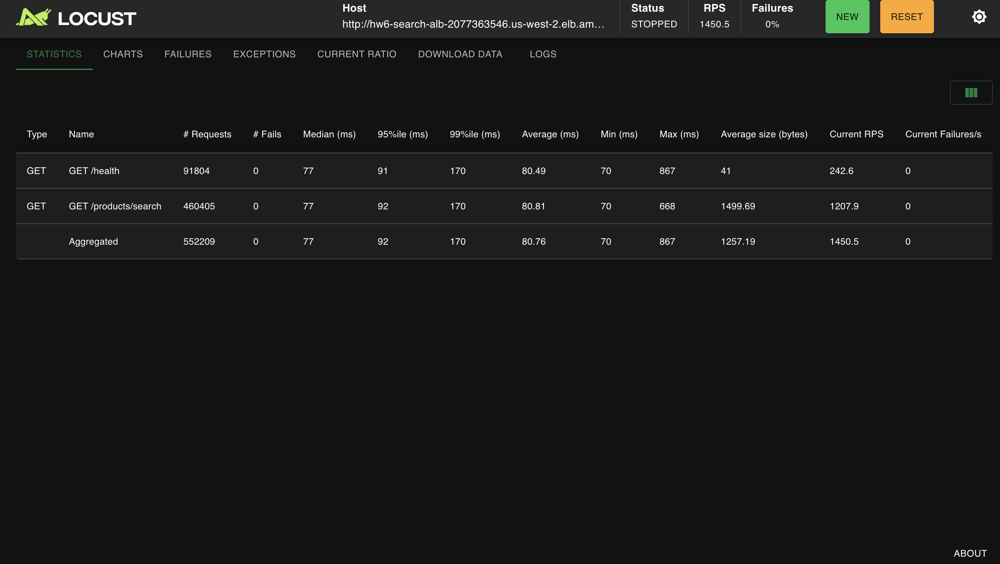 LOCUST
Host
http://hw6-search-alb-2077363546.us-west-2.elb.am…
Status
STOPPED
RPS
1450.5
Failures
0%
NEW
RESET
STATISTICS CHARTS FAILURES EXCEPTIONS CURRENT RATIO DOWNLOAD DATA LOGS
Type Name # Requests # Fails Median (ms) 95%ile (ms) 99%ile (ms) Average (ms) Min (ms) Max (ms) Average size (bytes) Current RPS Current Failures/s
GET GET /health 91804 0 77 91 170 80.49 70 867 41 242.6 0
GET GET /products/search 460405 0 77 92 170 80.81 70 668 1499.69 1207.9 0
Aggregated 552209 0 77 92 170 80.76 70 867 1257.19 1450.5 0
ABOUT